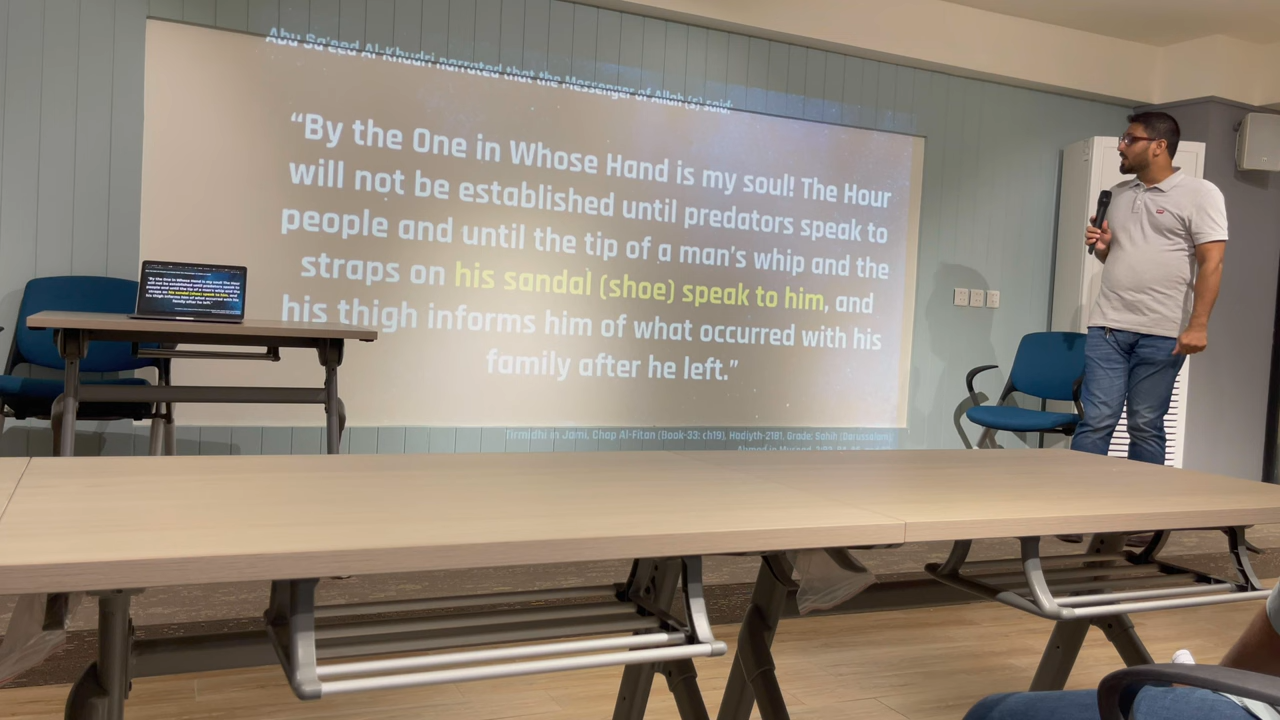 Abu Sa'eed Al-Khudri narrated that the Messenger of Allah (s) said:
“By the One in Whose Hand is my soul! The Hour
will not be established until predators speak to
people and until the tip of a man's whip and the
straps on his sandal (shoe) speak to him, and
his thigh informs him of what occurred with his
family after he left.”
Tirmidhi in Jami, Chap Al-Fitan (Book-33: ch19), Hadiyth-2181, Grade: Sahih (Darussalam)
Ahmad in Musnad